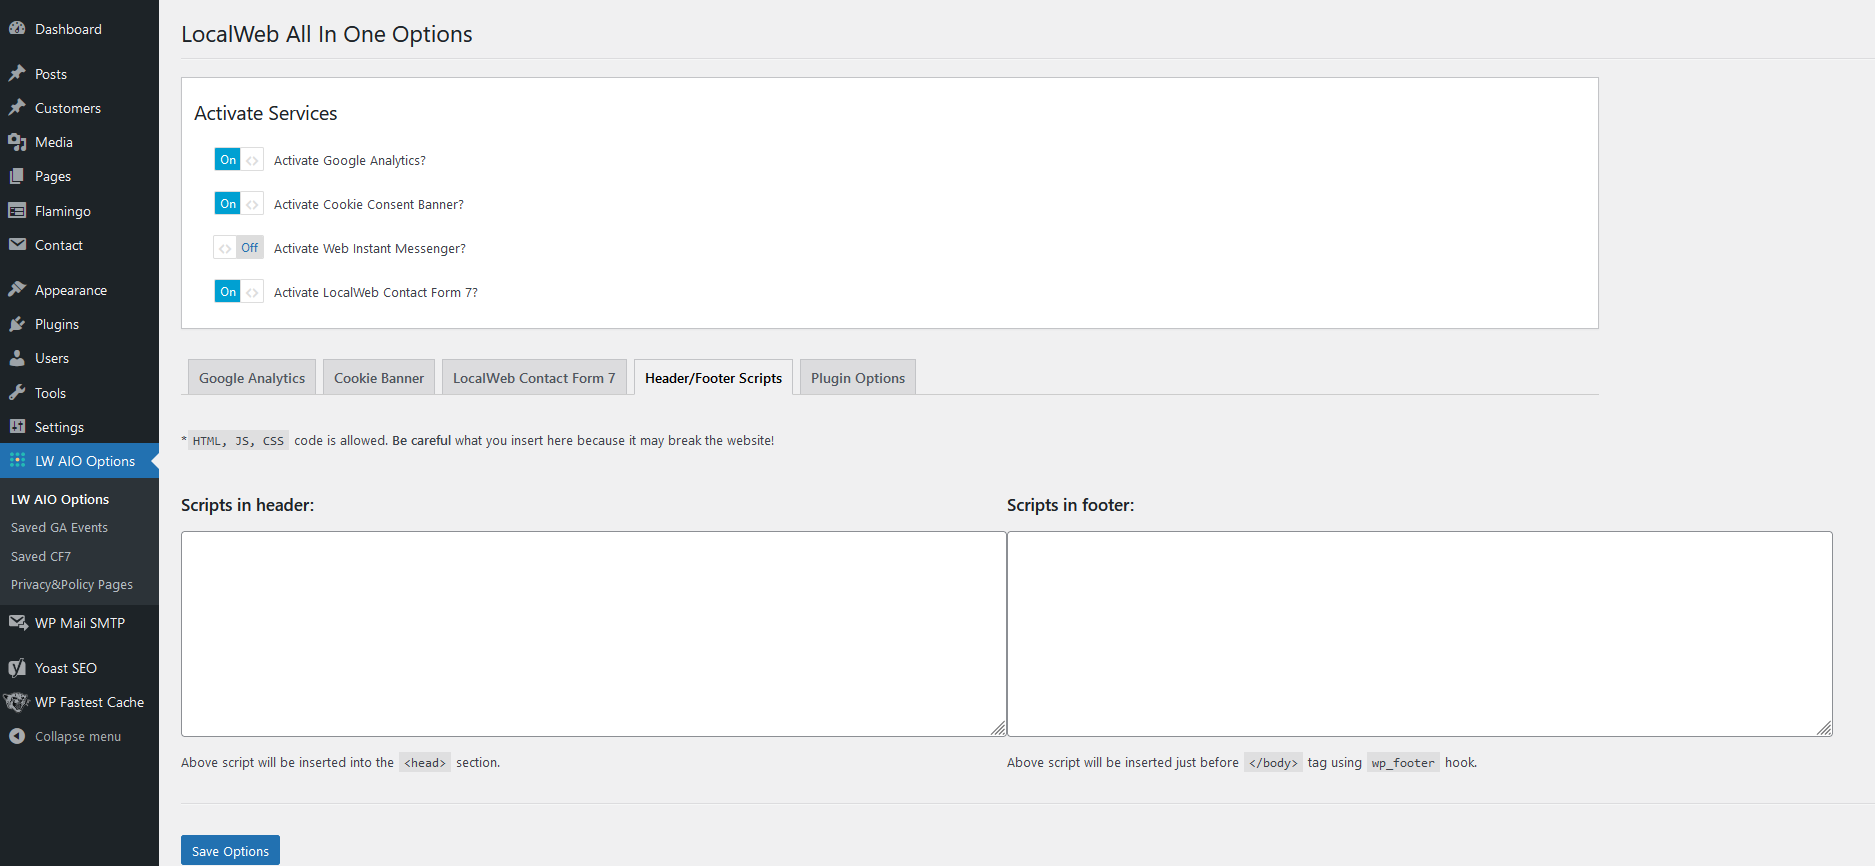 Dashboard
Posts
Customers
Media
Pages
Flamingo
Contact
Appearance
Plugins
Users
Tools
Settings
LW AIO Options
LW AIO Options
Saved GA Events
Saved CF7
Privacy&Policy Pages
WP Mail SMTP
Yoast SEO
WP Fastest Cache
Collapse menu
LocalWeb All In One Options
Activate Services
On <> Activate Google Analytics?
On <> Activate Cookie Consent Banner?
<> Off Activate Web Instant Messenger?
On <> Activate LocalWeb Contact Form 7?
Google Analytics Cookie Banner LocalWeb Contact Form 7 Header/Footer Scripts Plugin Options
* HTML, JS, CSS code is allowed. Be careful what you insert here because it may break the website!
Scripts in header:
Above script will be inserted into the <head> section.
Scripts in footer:
Above script will be inserted just before </body> tag using wp_footer hook.
Save Options